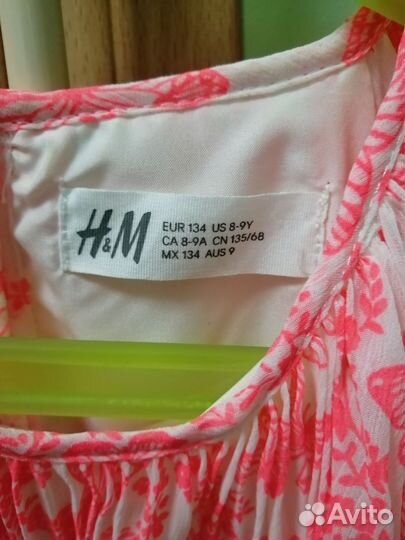 H&M
EUR 134 US 8-9Y
CA 8-9A CN 135/68
MX 134 AUS 9
Avito